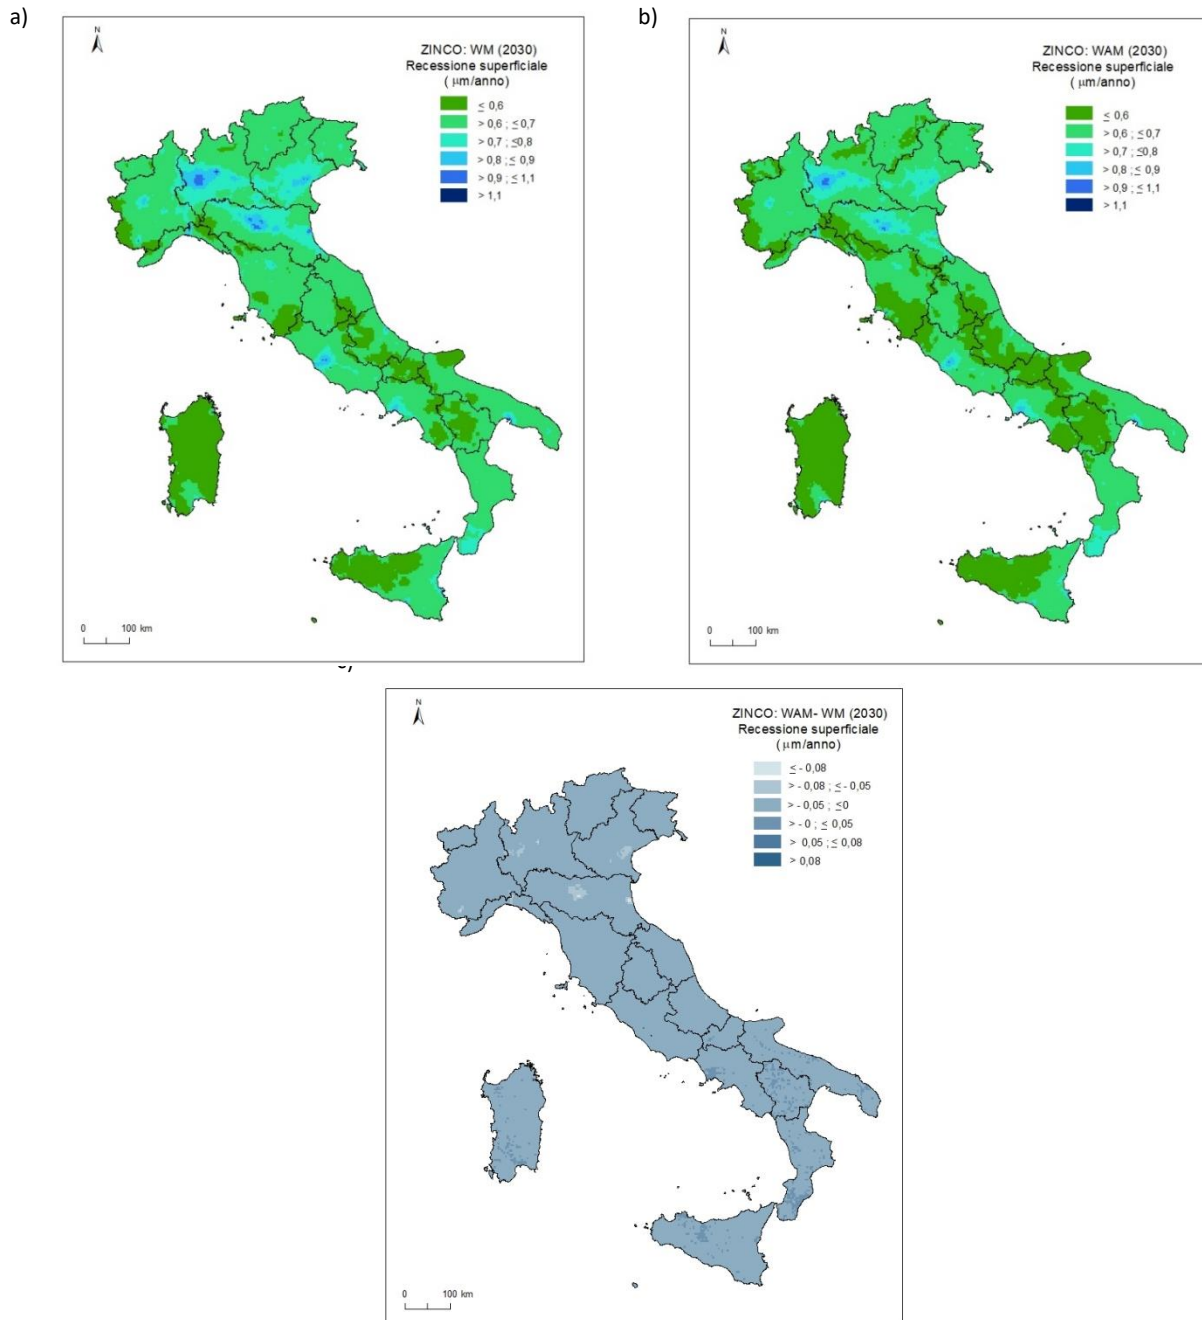 a)
N
ZINCO: WM (2030)
Recessione superficiale
( μm/anno)
≤ 0,6
> 0,6 ; ≤ 0,7
> 0,7 ; ≤0,8
> 0,8 ; ≤ 0,9
> 0,9 ; ≤ 1,1
> 1,1
0 100 km
b)
N
ZINCO: WAM (2030)
Recessione superficiale
( μm/anno)
≤ 0,6
> 0,6 ; ≤ 0,7
> 0,7 ; ≤0,8
> 0,8 ; ≤ 0,9
> 0,9 ; ≤ 1,1
> 1,1
0 100 km
N
ZINCO: WAM- WM (2030)
Recessione superficiale
( μm/anno)
≤ - 0,08
> - 0,08 ; ≤ - 0,05
> - 0,05 ; ≤0
> - 0 ; ≤ 0,05
> 0,05 ; ≤ 0,08
> 0,08
0 100 km